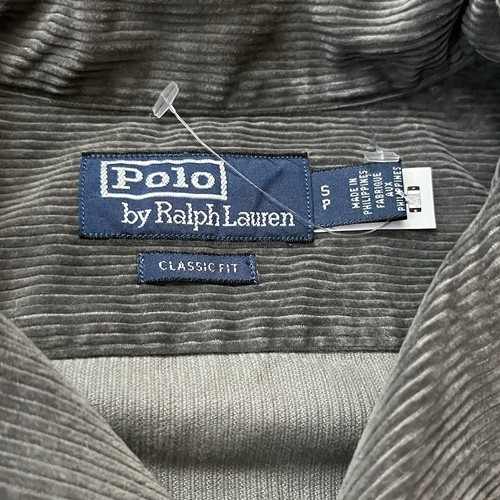 Polo
by Ralph Lauren
CLASSIC FIT
S
P
MADE IN
PHILIPPINES
FABRIQUE
AUX
PHILIPPINES